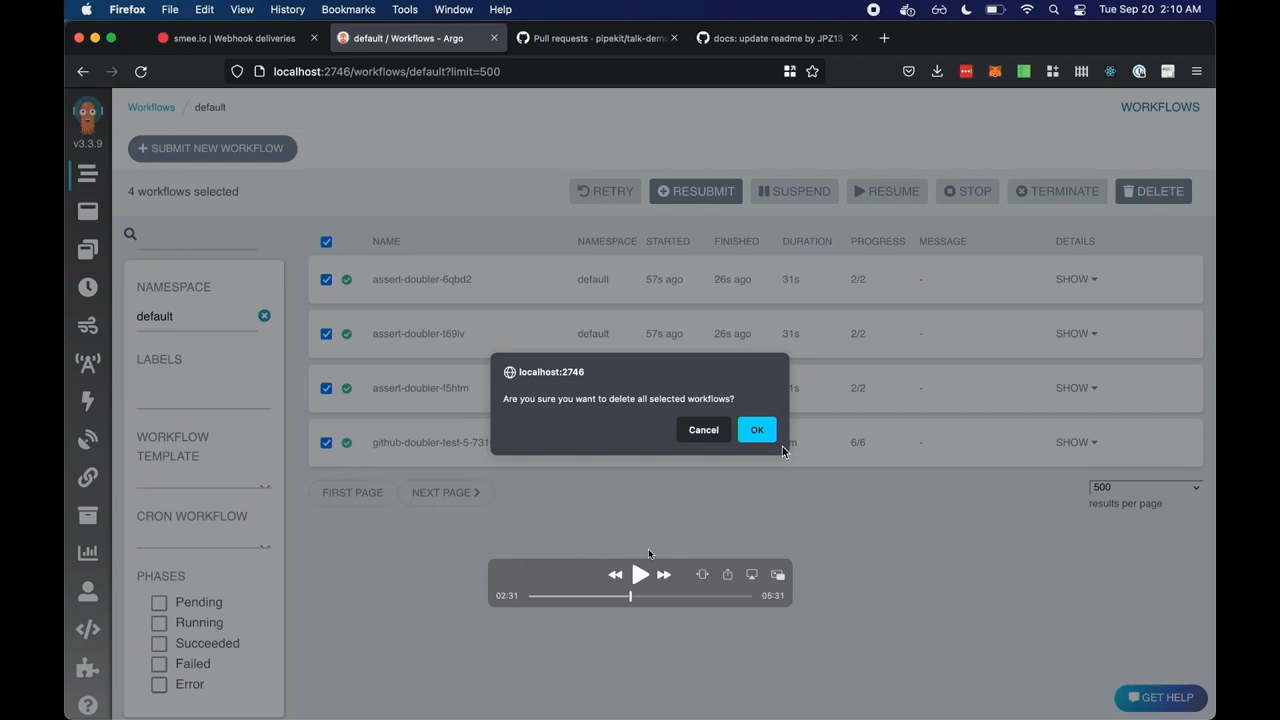 Firefox File Edit View History Bookmarks Tools Window Help Tue Sep 20 2:10 AM
smee.io | Webhook deliveries default / Workflows - Argo Pull requests · pipekit/talk-demo docs: update readme by JPZ13
localhost:2746/workflows/default?limit=500
Workflows / default WORKFLOWS
v3.3.9
+ SUBMIT NEW WORKFLOW
4 workflows selected RETRY RESUBMIT SUSPEND RESUME STOP TERMINATE DELETE
NAME NAMESPACE STARTED FINISHED DURATION PROGRESS MESSAGE DETAILS
assert-doubler-6qbd2 default 57s ago 26s ago 31s 2/2 - SHOW
assert-doubler-t69lv default 57s ago 26s ago 31s 2/2 - SHOW
assert-doubler-f5htm 1s 2/2 - SHOW
github-doubler-test-5-731 m 6/6 - SHOW
FIRST PAGE NEXT PAGE
500
results per page
NAMESPACE
default
LABELS
WORKFLOW
TEMPLATE
CRON WORKFLOW
PHASES
Pending
Running
Succeeded
Failed
Error
localhost:2746
Are you sure you want to delete all selected workflows?
Cancel OK
02:31 05:31
GET HELP